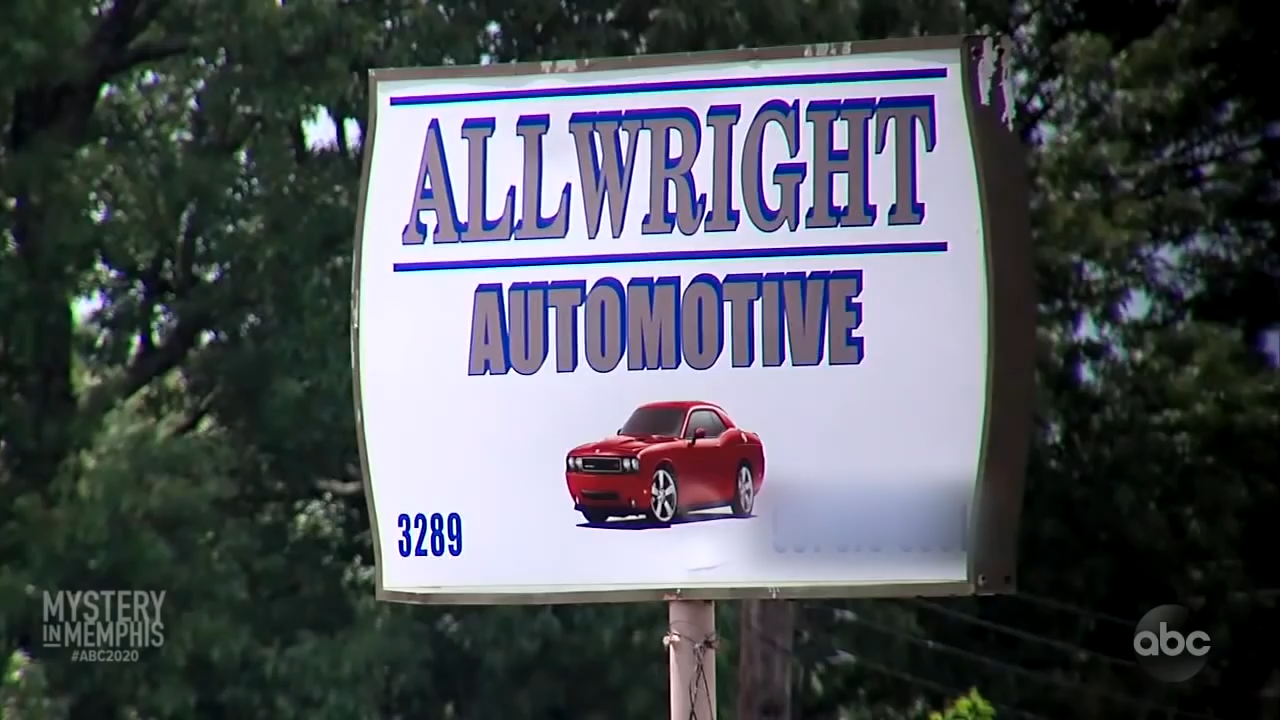 ALLWRIGHT
AUTOMOTIVE
3289
MYSTERY
IN MEMPHIS
#ABC2020
abc